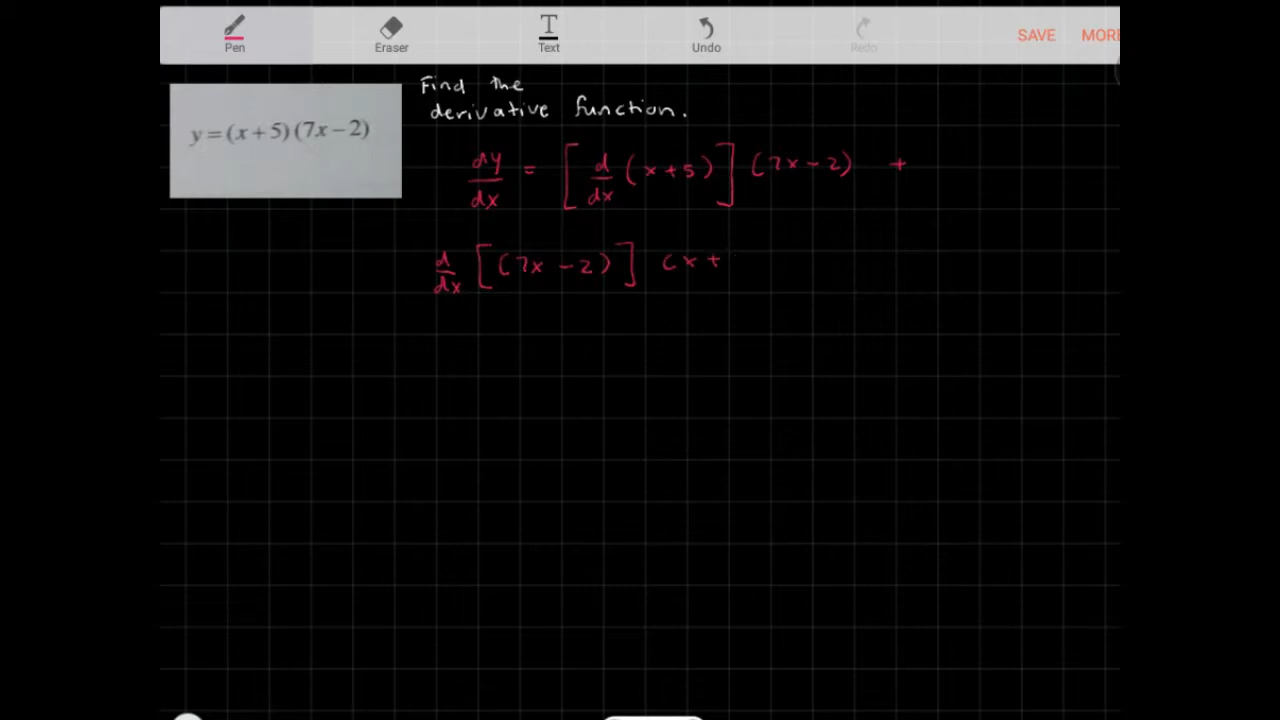 Pen Eraser Text Undo Redo SAVE MORE
T
y = (x + 5) (7x − 2)
Find the
derivative function.
dy/dx = [ d/dx (x + 5) ] (7x − 2) +
d/dx [ (7x − 2) ] (x +